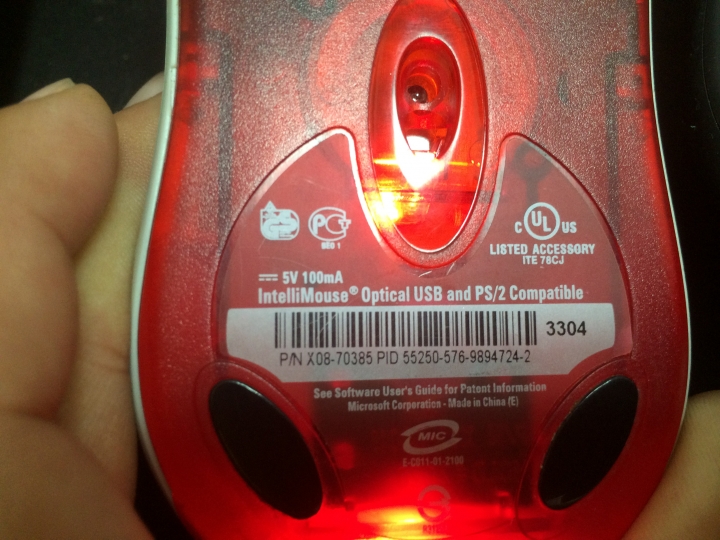 c UL US
LISTED ACCESSORY
ITE 78CJ
5V 100mA
IntelliMouse® Optical USB and PS/2 Compatible
3304
P/N X08-70385 PID 55250-576-9894724-2
See Software User's Guide for Patent Information
Microsoft Corporation - Made in China (E)
MIC
E-C011-01-2100